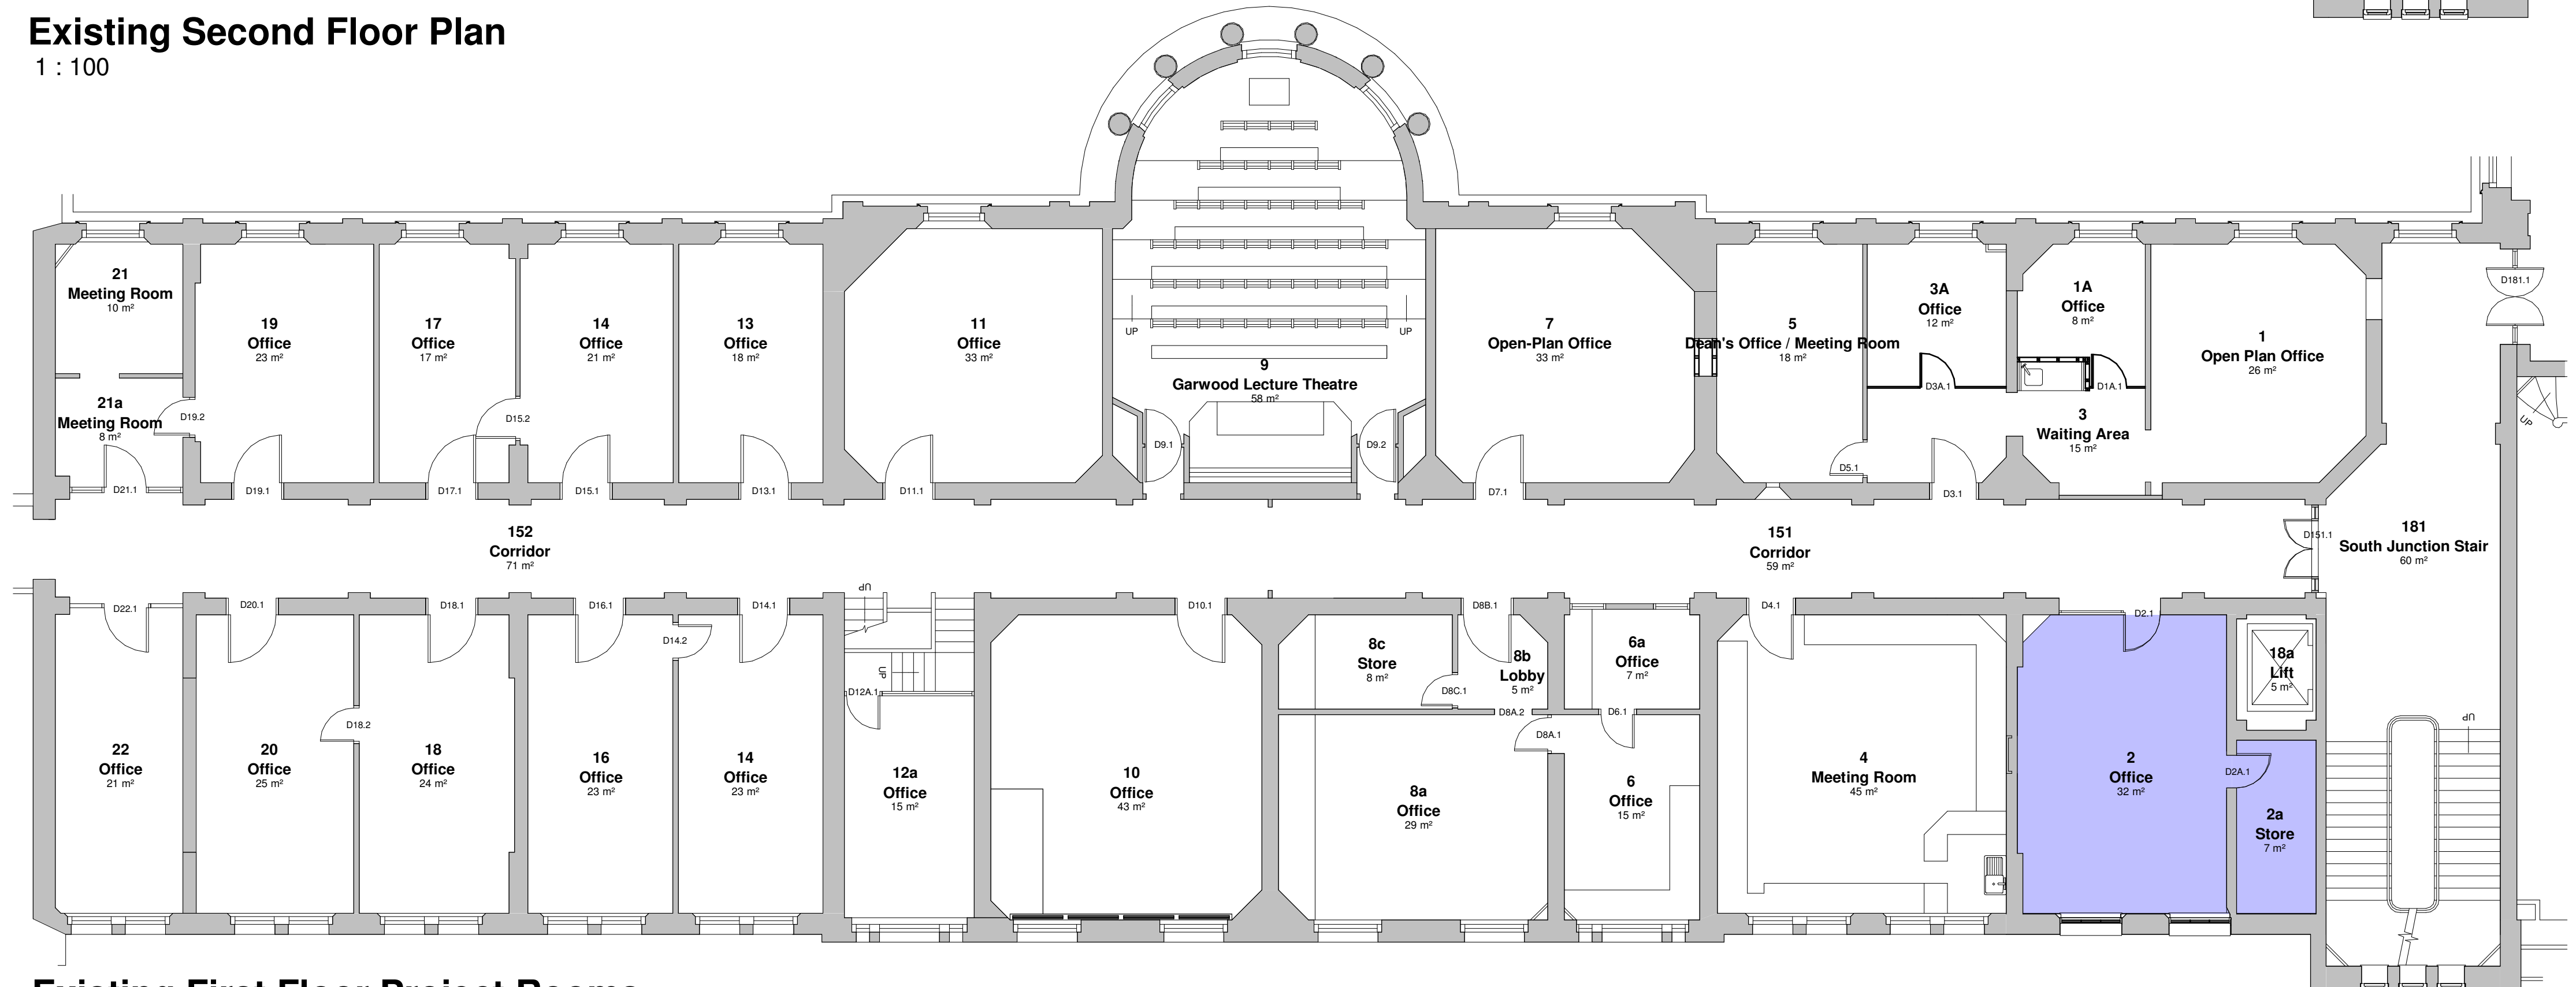 Existing Second Floor Plan
1 : 100
21
Meeting Room
10 m²
21a
Meeting Room
8 m²
D21.1
D19.2
19
Office
23 m²
D19.1
17
Office
17 m²
D17.1
D15.2
14
Office
21 m²
D15.1
13
Office
18 m²
D13.1
11
Office
33 m²
D11.1
UP
UP
9
Garwood Lecture Theatre
58 m²
D9.1
D9.2
7
Open-Plan Office
33 m²
D7.1
5
Dean's Office / Meeting Room
18 m²
D5.1
3A
Office
12 m²
D3A.1
D3.1
1A
Office
8 m²
D1A.1
3
Waiting Area
15 m²
1
Open Plan Office
26 m²
D181.1
UP
152
Corridor
71 m²
151
Corridor
59 m²
D151.1
181
South Junction Stair
60 m²
D22.1
22
Office
21 m²
D20.1
20
Office
25 m²
D18.2
D18.1
18
Office
24 m²
D16.1
16
Office
23 m²
D14.2
D14.1
14
Office
23 m²
UP
UP
D12A.1
12a
Office
15 m²
D10.1
10
Office
43 m²
8c
Store
8 m²
D8C.1
D8B.1
8b
Lobby
5 m²
D8A.2
D8A.1
8a
Office
29 m²
6a
Office
7 m²
D6.1
6
Office
15 m²
D4.1
4
Meeting Room
45 m²
D2.1
2
Office
32 m²
D2A.1
18a
Lift
5 m²
2a
Store
7 m²
UP
Existing First Floor Project Rooms